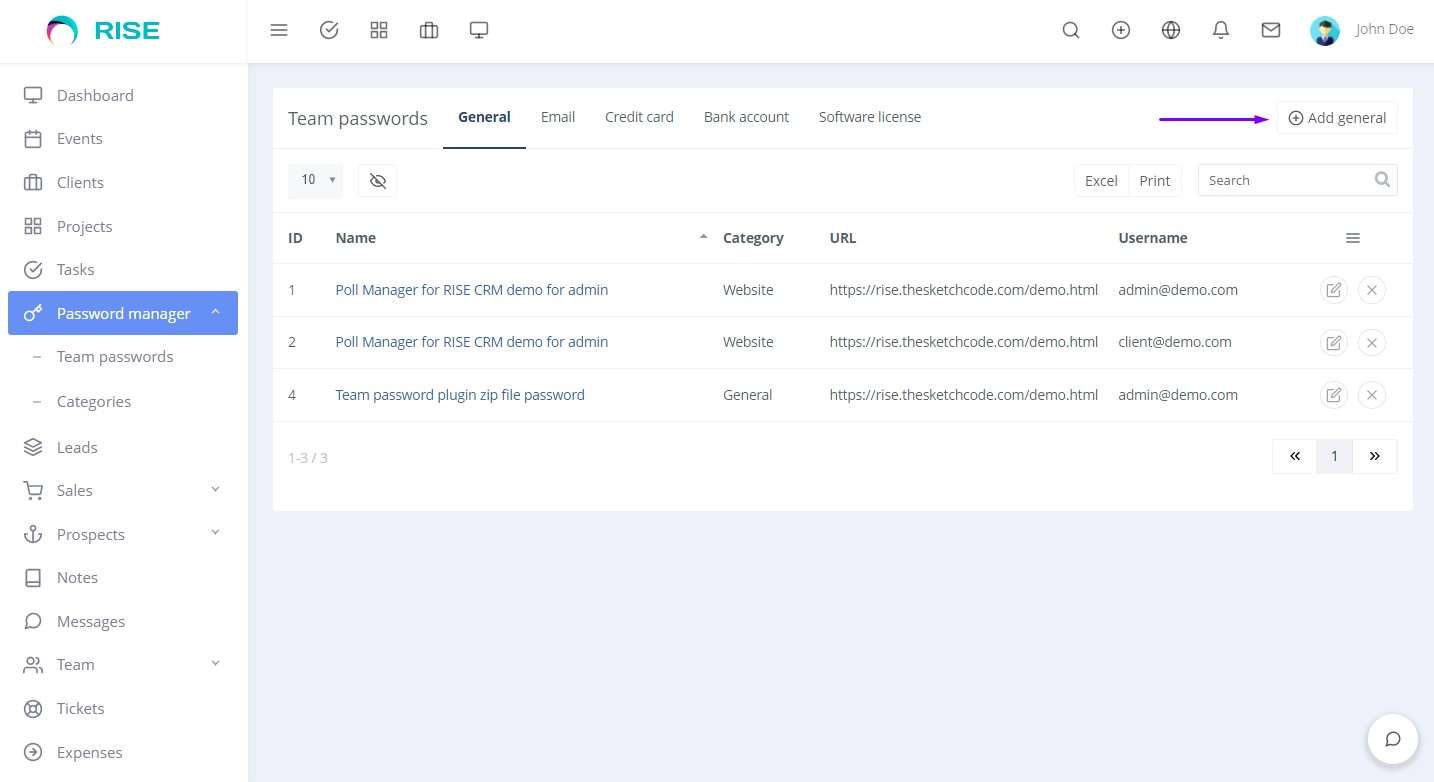 RISE
John Doe
Dashboard
Events
Clients
Projects
Tasks
Password manager
Team passwords
Categories
Leads
Sales
Prospects
Notes
Messages
Team
Tickets
Expenses
Team passwords General Email Credit card Bank account Software license Add general
10 Excel Print Search
ID Name Category URL Username
1 Poll Manager for RISE CRM demo for admin Website https://rise.thesketchcode.com/demo.html admin@demo.com
2 Poll Manager for RISE CRM demo for admin Website https://rise.thesketchcode.com/demo.html client@demo.com
4 Team password plugin zip file password General https://rise.thesketchcode.com/demo.html admin@demo.com
1-3 / 3 « 1 »